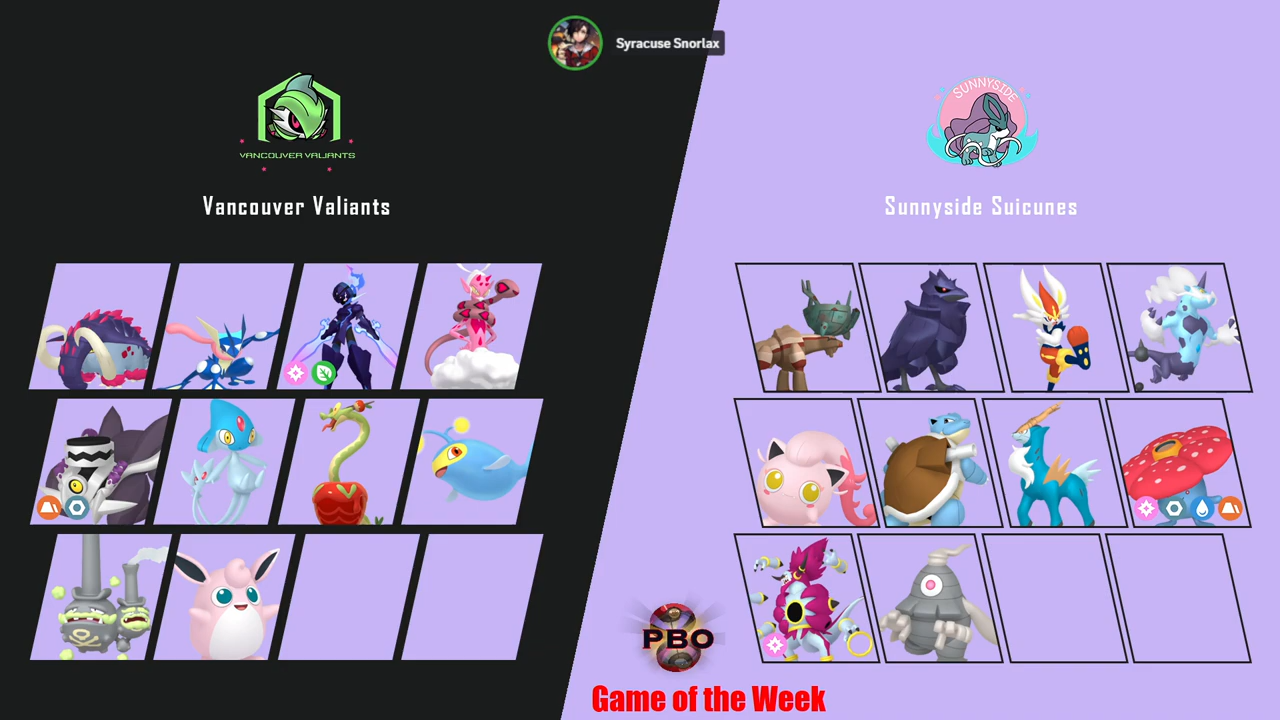 Syracuse Snorlax
VANCOUVER VALIANTS
SUNNYSIDE
Vancouver Valiants
Sunnyside Suicunes
PBO
Game of the Week